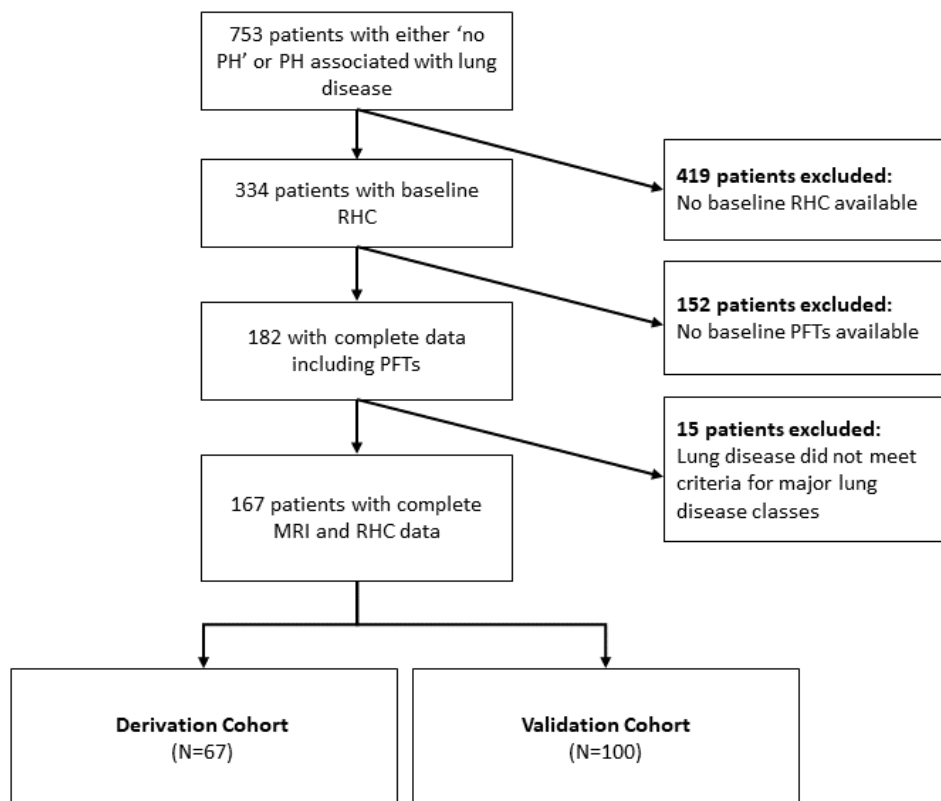 753 patients with either ‘no
PH’ or PH associated with lung
disease
419 patients excluded:
No baseline RHC available
334 patients with baseline
RHC
152 patients excluded:
No baseline PFTs available
182 with complete data
including PFTs
15 patients excluded:
Lung disease did not meet
criteria for major lung
disease classes
167 patients with complete
MRI and RHC data
Derivation Cohort
(N=67)
Validation Cohort
(N=100)